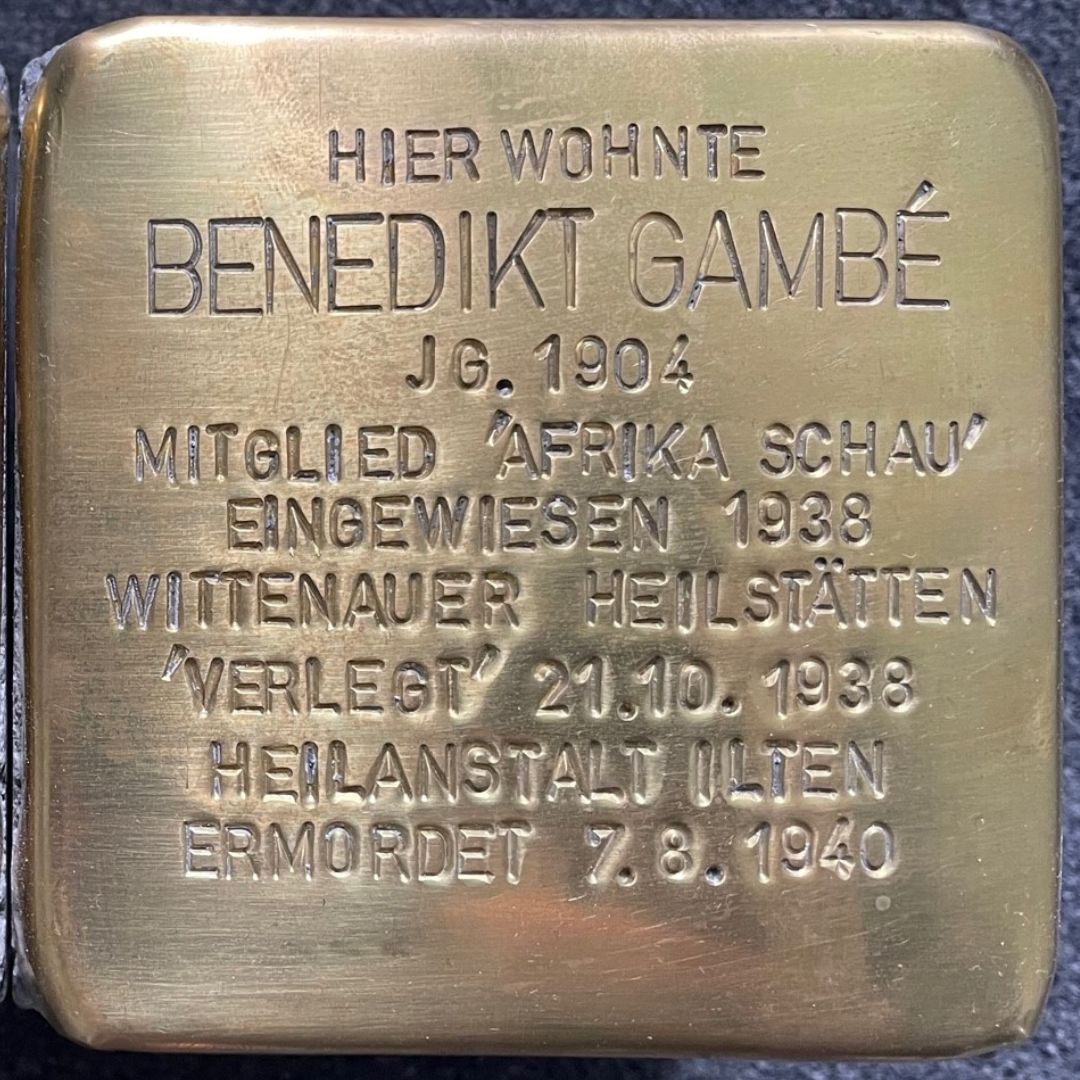 HIER WOHNTE
BENEDIKT GAMBÉ
JG. 1904
MITGLIED 'AFRIKA SCHAU'
EINGEWIESEN 1938
WITTENAUER HEILSTÄTTEN
'VERLEGT' 21.10.1938
HEILANSTALT ILTEN
ERMORDET 7.8.1940